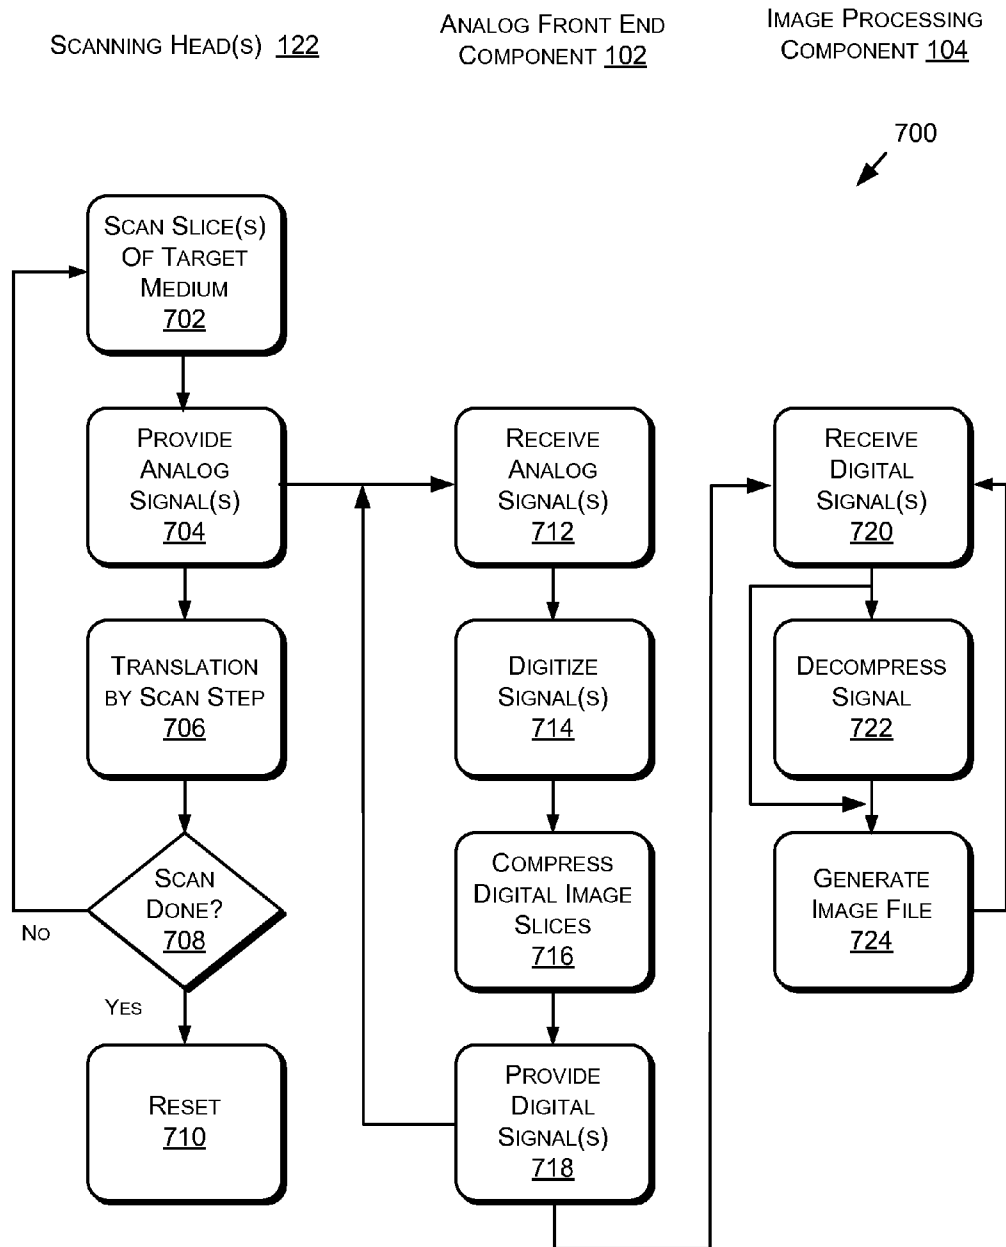 SCANNING HEAD(S) 122
ANALOG FRONT END
COMPONENT 102
IMAGE PROCESSING
COMPONENT 104
700
SCAN SLICE(S)
OF TARGET
MEDIUM
702
PROVIDE
ANALOG
SIGNAL(S)
704
TRANSLATION
BY SCAN STEP
706
SCAN
DONE?
708
NO
YES
RESET
710
RECEIVE
ANALOG
SIGNAL(S)
712
DIGITIZE
SIGNAL(S)
714
COMPRESS
DIGITAL IMAGE
SLICES
716
PROVIDE
DIGITAL
SIGNAL(S)
718
RECEIVE
DIGITAL
SIGNAL(S)
720
DECOMPRESS
SIGNAL
722
GENERATE
IMAGE FILE
724